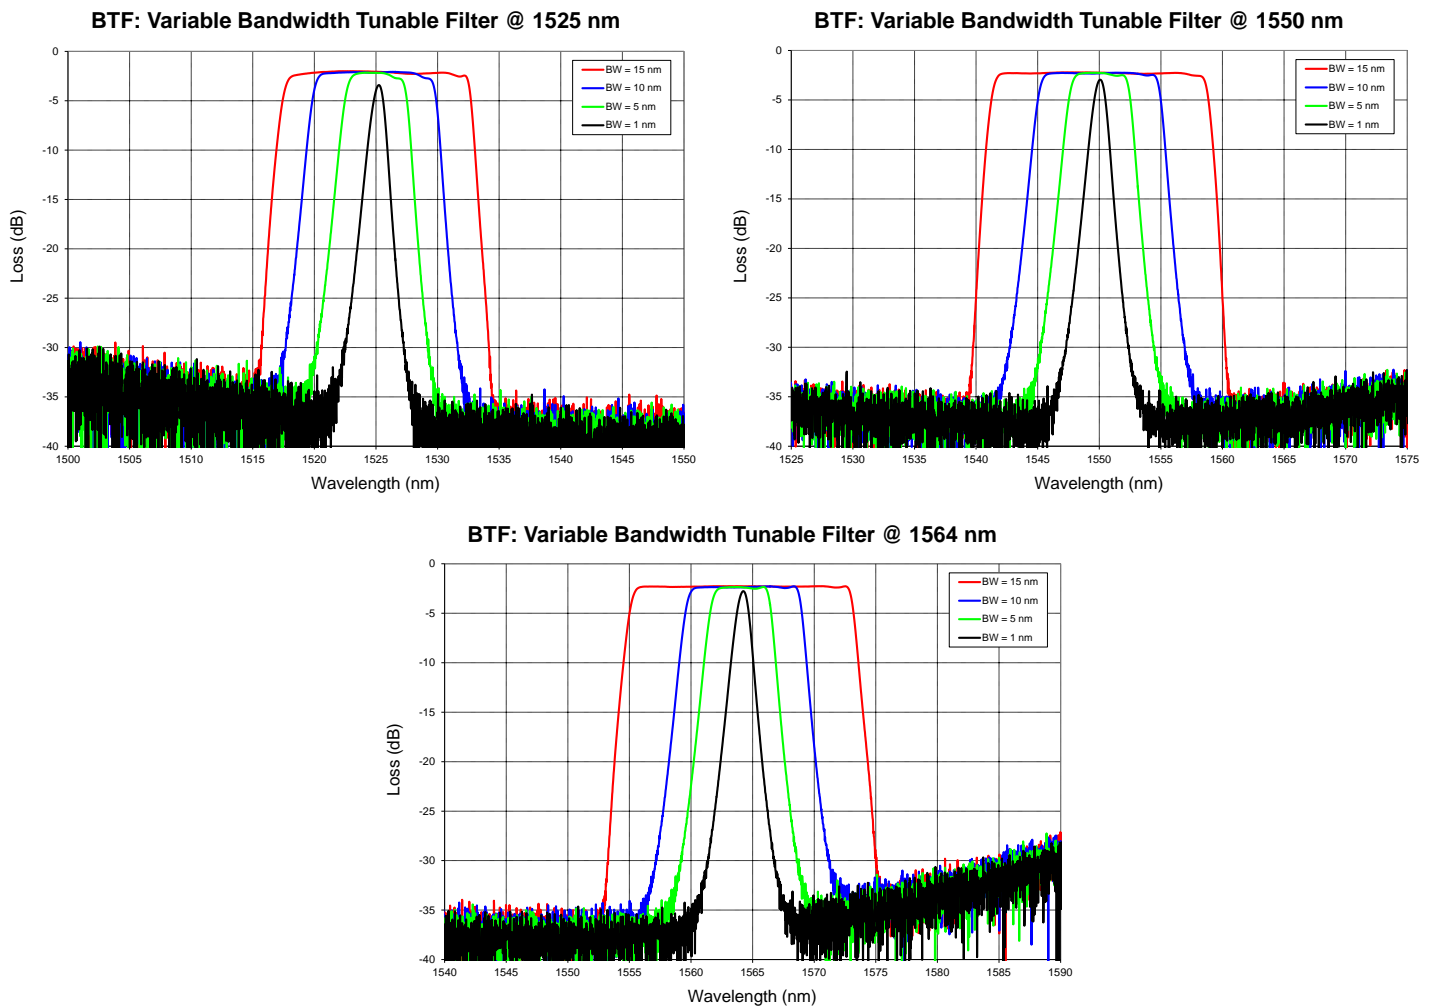 BTF: Variable Bandwidth Tunable Filter @ 1525 nm
0
-5
-10
-15
-20
-25
-30
-35
-40
Loss (dB)
BW = 15 nm
BW = 10 nm
BW = 5 nm
BW = 1 nm
1500 1505 1510 1515 1520 1525 1530 1535 1540 1545 1550
Wavelength (nm)
BTF: Variable Bandwidth Tunable Filter @ 1550 nm
0
-5
-10
-15
-20
-25
-30
-35
-40
Loss (dB)
BW = 15 nm
BW = 10 nm
BW = 5 nm
BW = 1 nm
1525 1530 1535 1540 1545 1550 1555 1560 1565 1570 1575
Wavelength (nm)
BTF: Variable Bandwidth Tunable Filter @ 1564 nm
0
-5
-10
-15
-20
-25
-30
-35
-40
Loss (dB)
BW = 15 nm
BW = 10 nm
BW = 5 nm
BW = 1 nm
1540 1545 1550 1555 1560 1565 1570 1575 1580 1585 1590
Wavelength (nm)